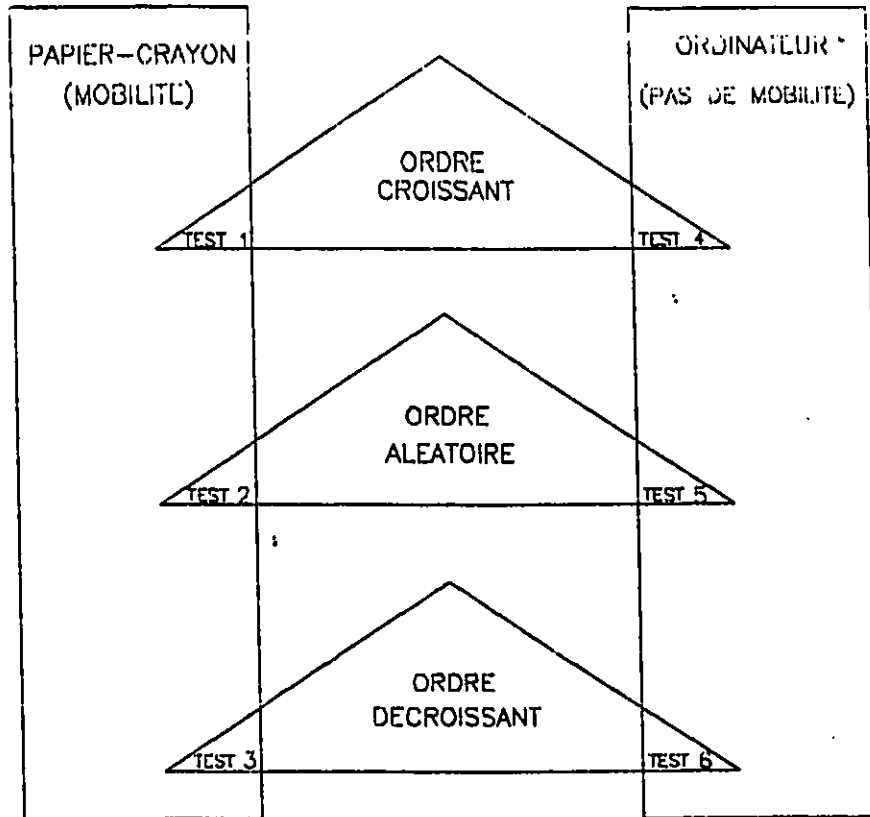 PAPIER-CRAYON
(MOBILITE)
ORDINATEUR
(PAS DE MOBILITE)
ORDRE
CROISSANT
TEST 1
TEST 4
ORDRE
ALEATOIRE
TEST 2
TEST 5
ORDRE
DECROISSANT
TEST 3
TEST 6